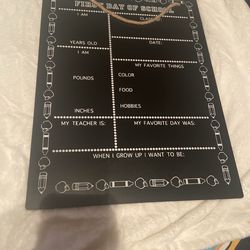 FIRST DAY OF SCHOOL
I AM
CLASS
YEARS OLD
DATE:
I AM
MY FAVORITE THINGS
POUNDS
COLOR
FOOD
INCHES
HOBBIES
MY TEACHER IS:
MY FAVORITE DAY WAS:
WHEN I GROW UP I WANT TO BE: